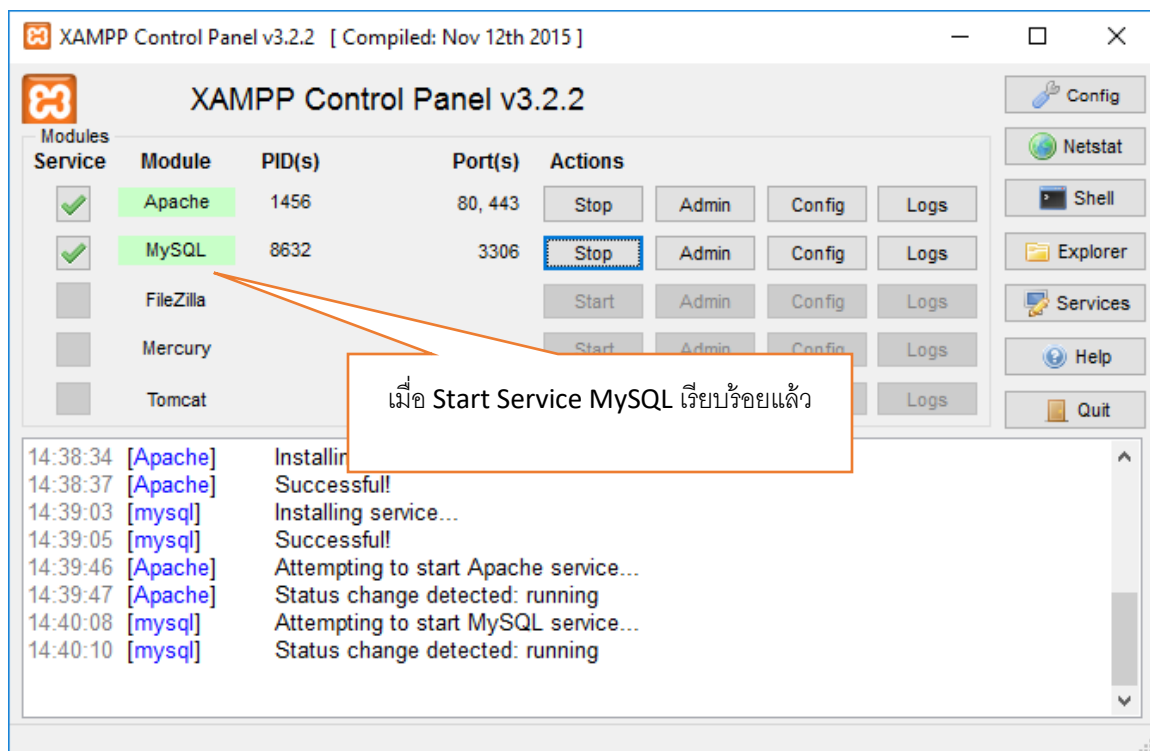 XAMPP Control Panel v3.2.2 [ Compiled: Nov 12th 2015 ]
XAMPP Control Panel v3.2.2
Config
Modules
Netstat
Service Module PID(s) Port(s) Actions
Apache 1456 80, 443 Stop Admin Config Logs
Shell
MySQL 8632 3306 Stop Admin Config Logs
Explorer
FileZilla Start Admin Config Logs
Services
Mercury Start Admin Config Logs
Help
Tomcat Logs
เมื่อ Start Service MySQL เรียบร้อยแล้ว
Quit
14:38:34 [Apache] Installin
14:38:37 [Apache] Successful!
14:39:03 [mysql] Installing service...
14:39:05 [mysql] Successful!
14:39:46 [Apache] Attempting to start Apache service...
14:39:47 [Apache] Status change detected: running
14:40:08 [mysql] Attempting to start MySQL service...
14:40:10 [mysql] Status change detected: running